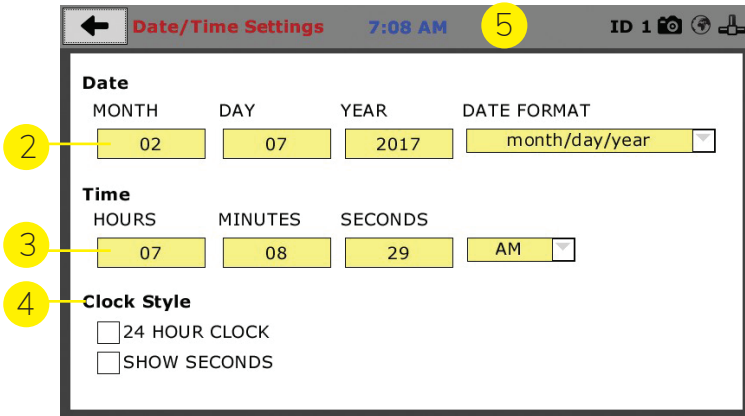 Date/Time Settings 7:08 AM 5 ID 1
Date
MONTH DAY YEAR DATE FORMAT
2 02 07 2017 month/day/year
Time
HOURS MINUTES SECONDS
3 07 08 29 AM
4 Clock Style
24 HOUR CLOCK
SHOW SECONDS